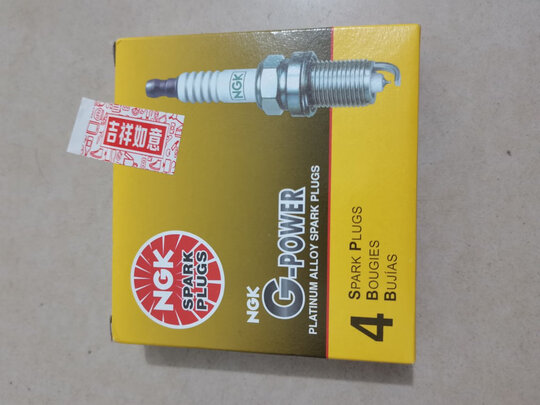 NGK
吉祥如意
NGK
SPARK
PLUGS
NGK
G-POWER
PLATINUM ALLOY SPARK PLUGS
4
SPARK PLUGS
BOUGIES
BUJÍAS